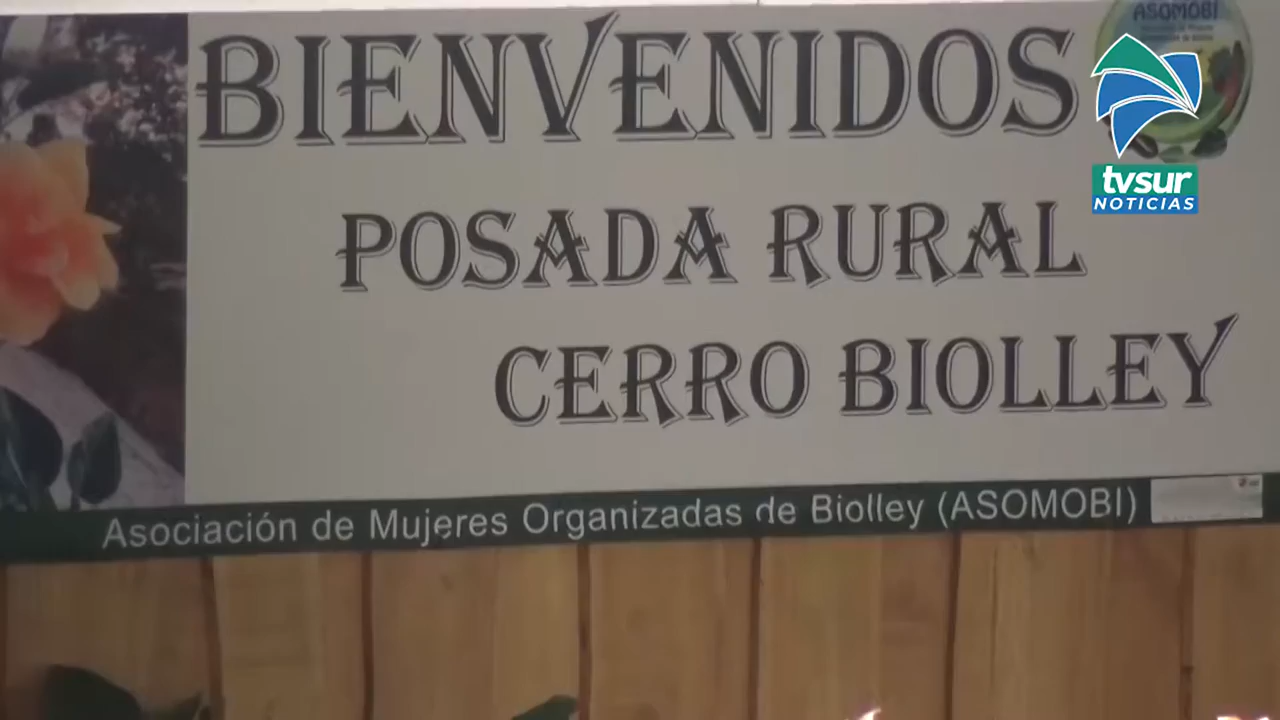 BIENVENIDOS
ASOMOBI
tvsur
NOTICIAS
POSADA RURAL
CERRO BIOLLEY
Asociación de Mujeres Organizadas de Biolley (ASOMOBI)